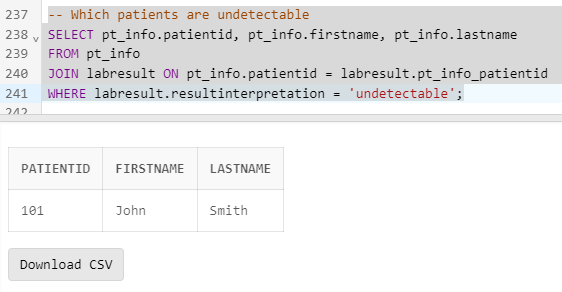 237 -- Which patients are undetectable
238 SELECT pt_info.patientid, pt_info.firstname, pt_info.lastname
239 FROM pt_info
240 JOIN labresult ON pt_info.patientid = labresult.pt_info_patientid
241 WHERE labresult.resultinterpretation = 'undetectable';
242
PATIENTID FIRSTNAME LASTNAME
101 John Smith
Download CSV